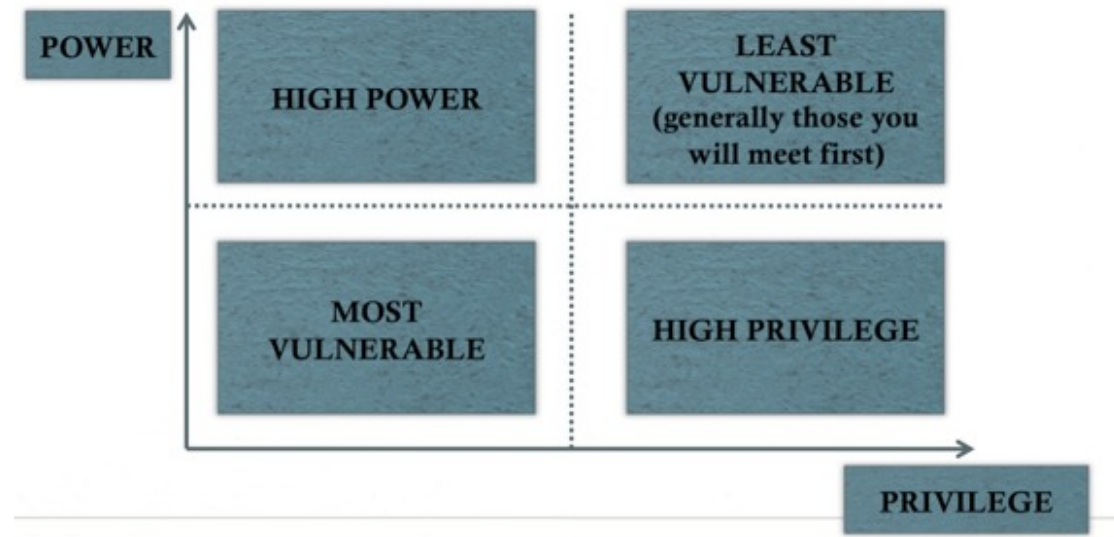 POWER
HIGH POWER
LEAST
VULNERABLE
(generally those you
will meet first)
MOST
VULNERABLE
HIGH PRIVILEGE
PRIVILEGE